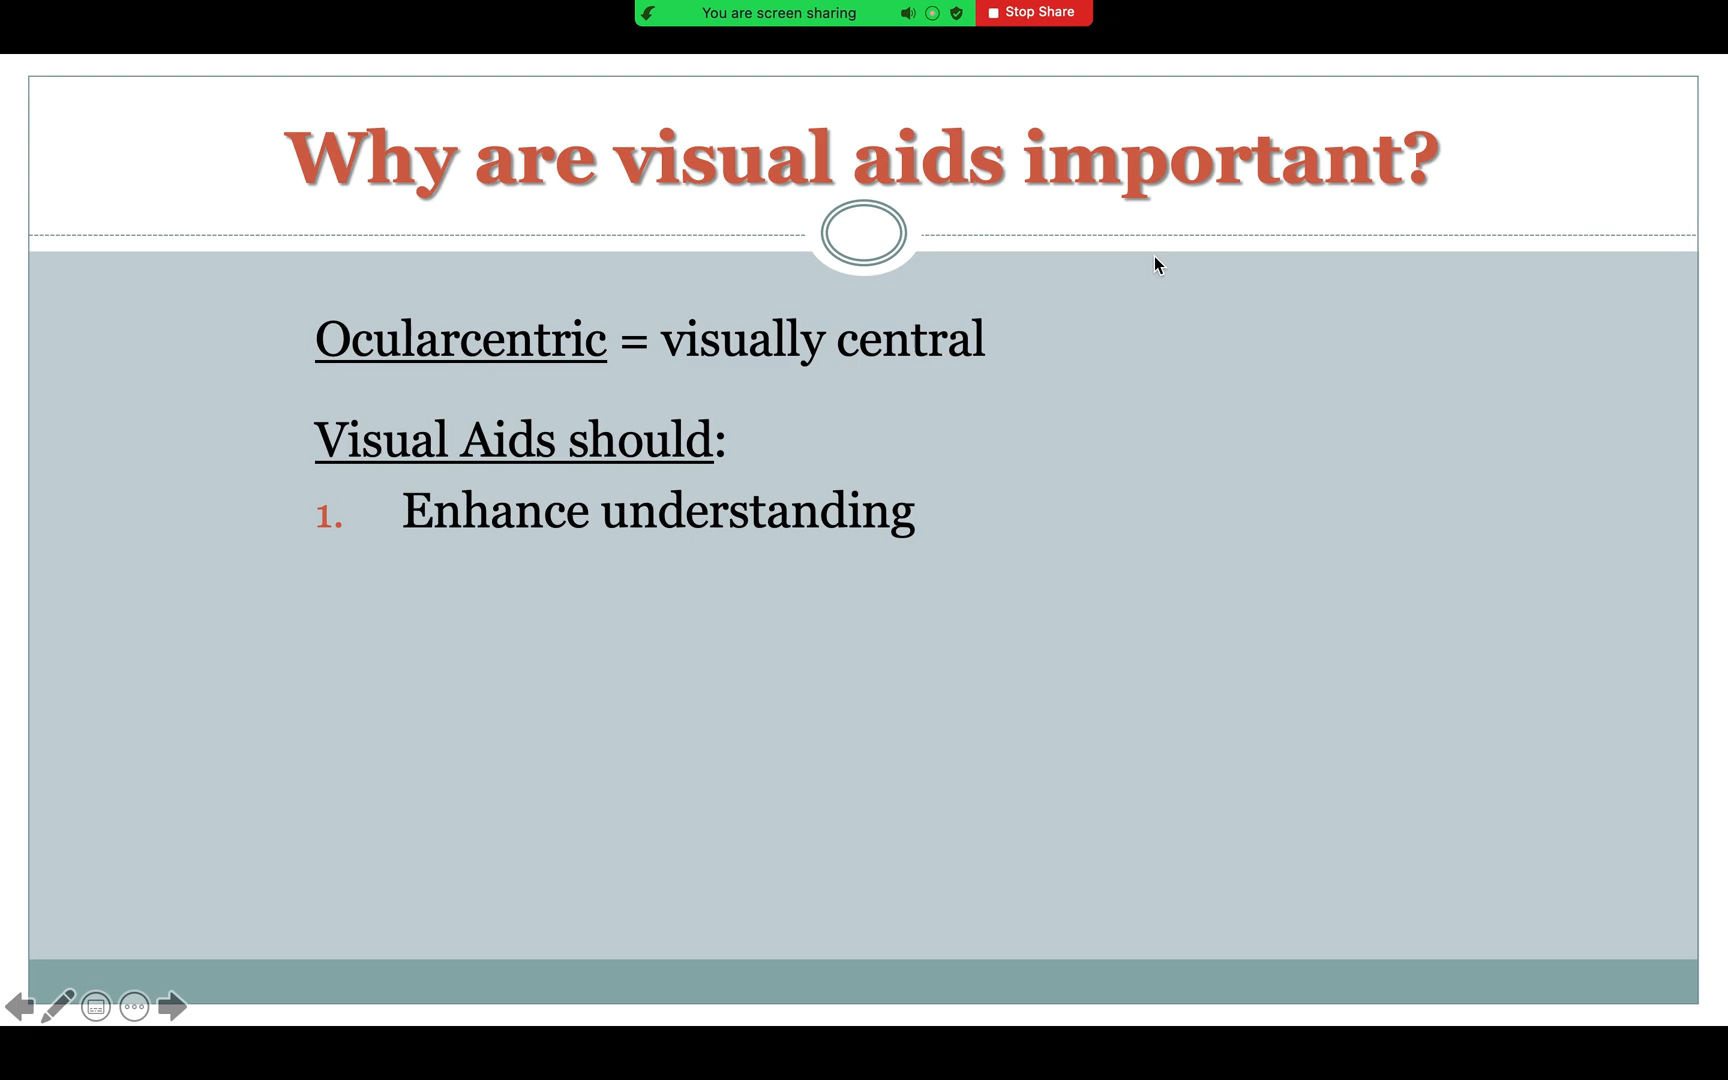 You are screen sharing
Stop Share
Why are visual aids important?
Ocularcentric = visually central
Visual Aids should:
1. Enhance understanding